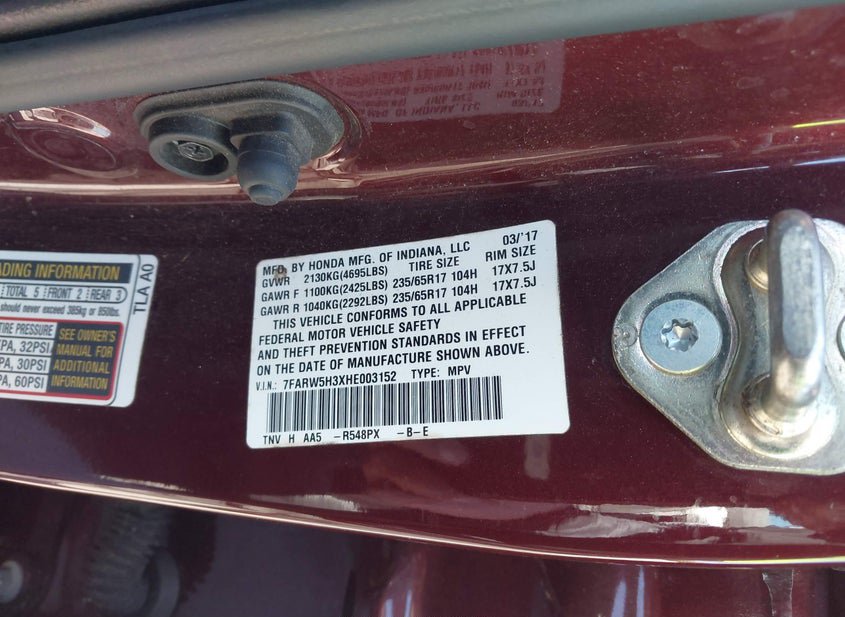 MFD. BY HONDA MFG. OF INDIANA, LLC 03/'17
GVWR 2130KG(4695LBS) TIRE SIZE RIM SIZE
GAWR F 1100KG(2425LBS) 235/65R17 104H 17X7.5J
GAWR R 1040KG(2292LBS) 235/65R17 104H 17X7.5J
THIS VEHICLE CONFORMS TO ALL APPLICABLE
FEDERAL MOTOR VEHICLE SAFETY
AND THEFT PREVENTION STANDARDS IN EFFECT
ON THE DATE OF MANUFACTURE SHOWN ABOVE.
V.I.N.: 7FARW5H3XHE003152 TYPE: MPV
TNV H AA5 -R548PX -B-E
ADING INFORMATION
TOTAL 5 FRONT 2 REAR 3
should never exceed 385kg or 850lbs.
TIRE PRESSURE
PA, 32PSI
PA, 30PSI
PA, 60PSI
SEE OWNER'S
MANUAL FOR
ADDITIONAL
INFORMATION
TLA A0